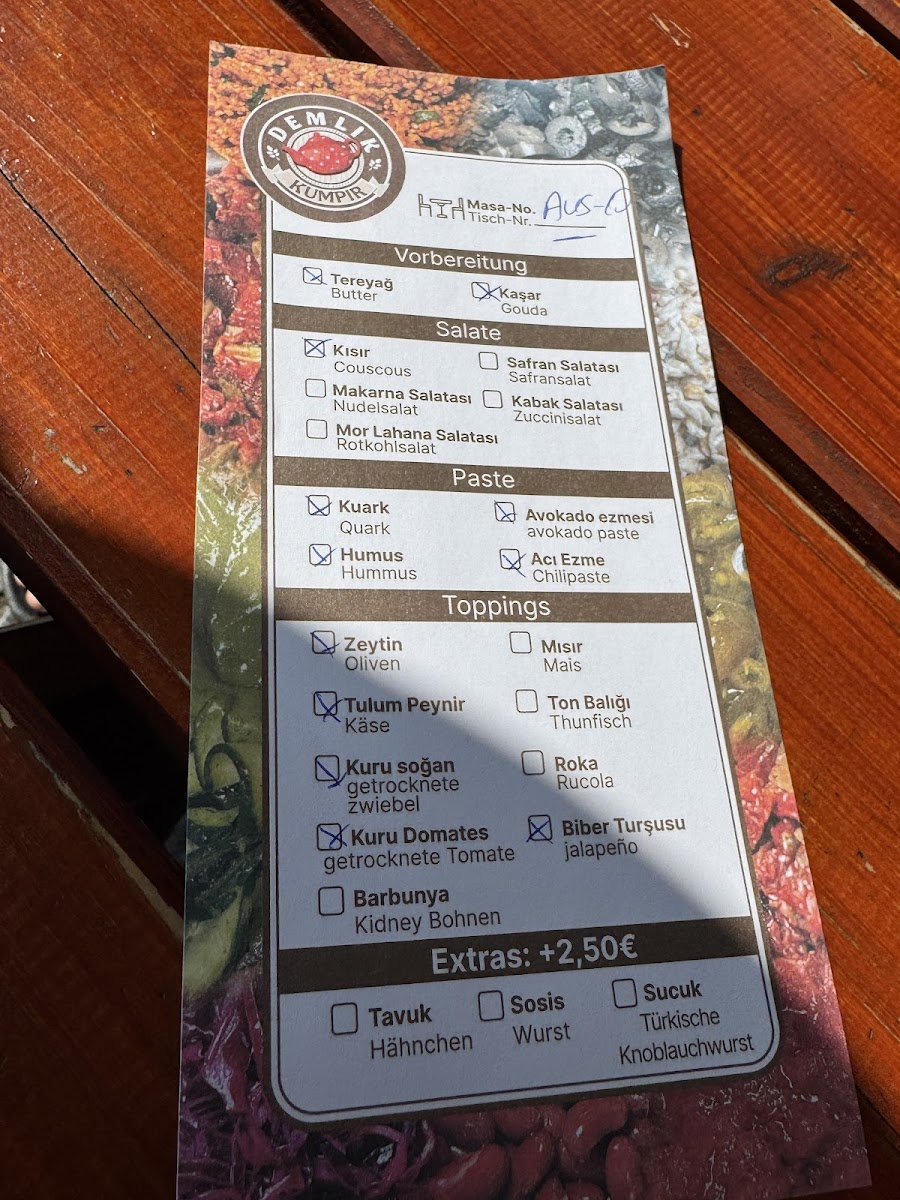 DEMLIK
KUMPIR
Masa-No.
Tisch-Nr.
Vorbereitung
Tereyağ
Butter
Kaşar
Gouda
Salate
Kısır
Couscous
Safran Salatası
Safransalat
Makarna Salatası
Nudelsalat
Kabak Salatası
Zuccinisalat
Mor Lahana Salatası
Rotkohlsalat
Paste
Kuark
Quark
Avokado ezmesi
avokado paste
Humus
Hummus
Acı Ezme
Chilipaste
Toppings
Zeytin
Oliven
Mısır
Mais
Tulum Peynir
Käse
Ton Balığı
Thunfisch
Kuru soğan
getrocknete
zwiebel
Roka
Rucola
Kuru Domates
getrocknete Tomate
Biber Turşusu
jalapeño
Barbunya
Kidney Bohnen
Extras: +2,50€
Tavuk
Hähnchen
Sosis
Wurst
Sucuk
Türkische
Knoblauchwurst